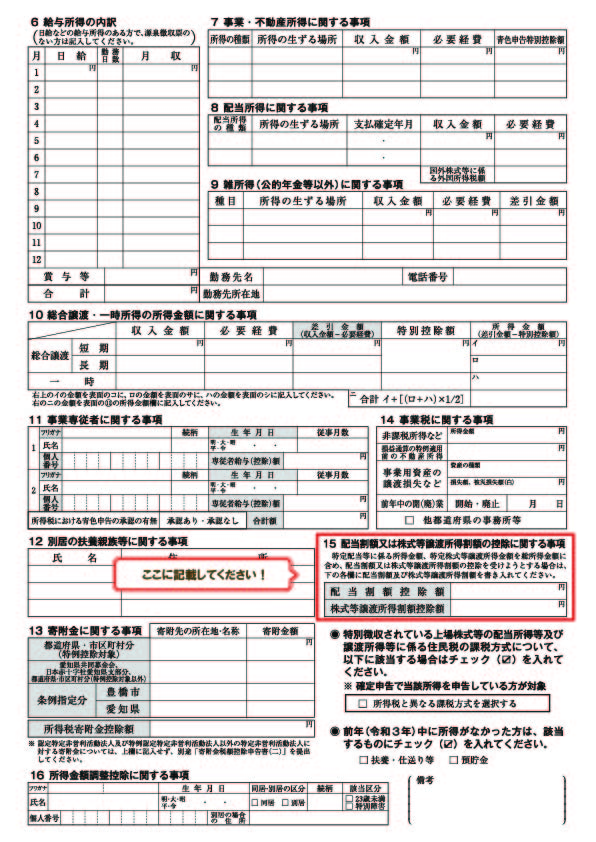 6 給与所得の内訳
(日給などの給与所得のある方で、源泉徴収票の
ない方は記入してください。)
月 日給 勤務日数 月収
1 円 円
2
3
4
5
6
7
8
9
10
11
12
賞与等 円
合計 円
勤務先名 電話番号
勤務先所在地
7 事業・不動産所得に関する事項
所得の種類 所得の生ずる場所 収入金額 必要経費 青色申告特別控除額
円 円 円
8 配当所得に関する事項
配当所得の種類 所得の生ずる場所 支払確定年月 収入金額 必要経費
・ 円 円
・
国外株式等に係る外国所得税額
9 雑所得(公的年金等以外)に関する事項
種目 所得の生ずる場所 収入金額 必要経費 差引金額
円 円 円
10 総合譲渡・一時所得の所得金額に関する事項
収入金額 必要経費 差引金額(収入金額-必要経費) 特別控除額 所得金額(差引金額-特別控除額)
総合譲渡 短期 円 円 円 円 イ 円
長期 ロ
一時 ハ
右上のイの金額を表面のコに、ロの金額を表面のサに、ハの金額を表面のシに記入してください。
ニ 合計 イ+[(ロ+ハ)×1/2]
11 事業専従者に関する事項
フリガナ 続柄 生年月日 従事月数
1 氏名 明・大・昭 平・令 ・ ・
個人番号 専従者給与(控除)額 円
フリガナ 続柄 生年月日 従事月数
2 氏名 明・大・昭 平・令 ・ ・
個人番号 専従者給与(控除)額 円
所得税における青色申告の承認の有無 承認あり・承認なし 合計額 円
14 事業税に関する事項
非課税所得など 所得金額 円
損益通算の特例適用前の不動産所得 円
事業用資産の譲渡損失など 資産の種類
損失額、被災損失額(白) 円
前年中の開(廃)業 開始・廃止 月 日
□ 他都道府県の事務所等
12 別居の扶養親族等に関する事項
氏名 住所
ここに記載してください!
15 配当割額又は株式等譲渡所得割額の控除に関する事項
特定配当等に係る所得金額、特定株式等譲渡所得金額を総所得金額に
含め、配当割額又は株式等譲渡所得割額の控除を受けようとする場合は、
下の各欄に配当割額及び株式等譲渡所得割額を書き入れてください。
配当割額控除額 円
株式等譲渡所得割額控除額 円
13 寄附金に関する事項 寄附先の所在地・名称 寄附金額
都道府県・市区町村分(特例控除対象) 円
愛知県共同募金会、
日本赤十字社愛知県支部分、
都道府県・市区町村分(特例控除対象以外)
条例指定分 豊橋市
愛知県
所得税寄附金控除額 円
※ 認定特定非営利活動法人及び特例認定特定非営利活動法人以外の特定非営利活動法人に
対する寄附金については、上欄に記入せず、別途「寄附金税額控除申告書(二)」を提出
してください。
● 特別徴収されている上場株式等の配当所得等及び
譲渡所得等に係る住民税の課税方式について、
以下に該当する場合はチェック(☑)を入れて
ください。
※ 確定申告で当該所得を申告している方が対象
□ 所得税と異なる課税方式を選択する
● 前年(令和3年)中に所得がなかった方は、該当
するものにチェック(☑)を入れてください。
□ 扶養・仕送り等 □ 預貯金
16 所得金額調整控除に関する事項
フリガナ 生年月日 同居・別居の区分 続柄 該当区分
氏名 明・大・昭 平・令 ・ ・ □ 同居 □ 別居 □ 23歳未満
□ 特別障害
個人番号 別居の場合の住所
備考